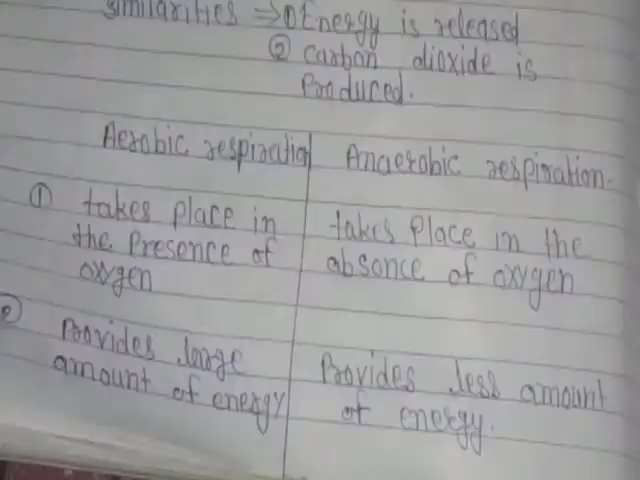 similarities ⇒ ① Energy is released
② carbon dioxide is
Produced.
Aerobic respiration | Anaerobic respiration.
① takes Place in
the Presence of
oxygen
takes Place in the
absence of oxygen
② Provides large
amount of energy
Provides less amount
of energy.